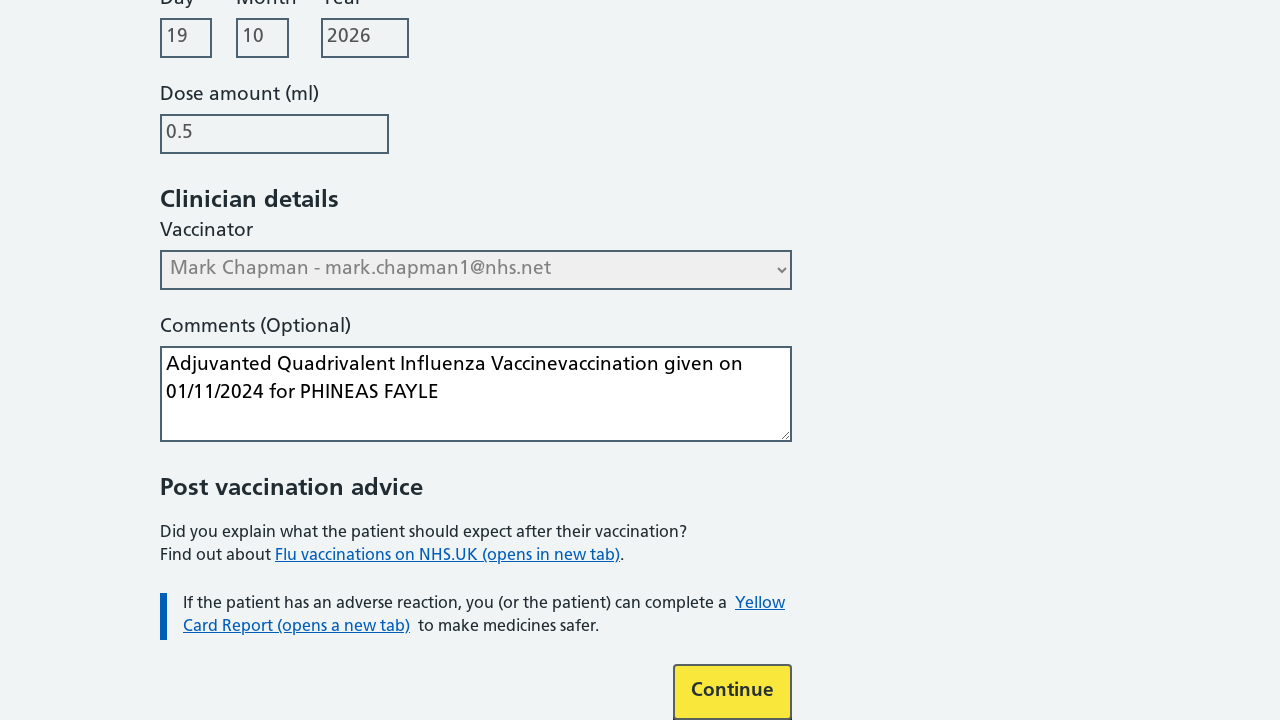 Day Month Year
19 10 2026
Dose amount (ml)
0.5
Clinician details
Vaccinator
Mark Chapman - mark.chapman1@nhs.net
Comments (Optional)
Adjuvanted Quadrivalent Influenza Vaccinevaccination given on
01/11/2024 for PHINEAS FAYLE
Post vaccination advice
Did you explain what the patient should expect after their vaccination?
Find out about Flu vaccinations on NHS.UK (opens in new tab).
If the patient has an adverse reaction, you (or the patient) can complete a Yellow
Card Report (opens a new tab) to make medicines safer.
Continue